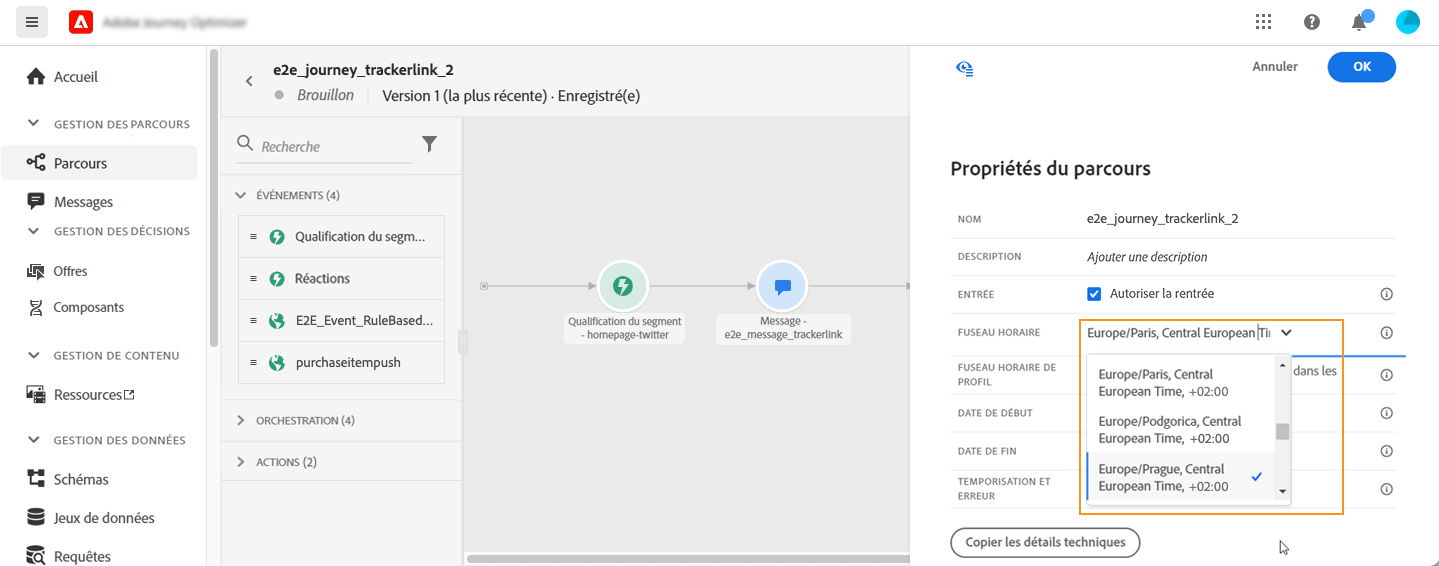 Adobe Journey Optimizer
Accueil
GESTION DES PARCOURS
Parcours
Messages
GESTION DES DÉCISIONS
Offres
Composants
GESTION DE CONTENU
Ressources
GESTION DES DONNÉES
Schémas
Jeux de données
Requêtes
e2e_journey_trackerlink_2
Brouillon
Version 1 (la plus récente) · Enregistré(e)
Recherche
ÉVÉNEMENTS (4)
Qualification du segm...
Réactions
E2E_Event_RuleBased...
purchaseitempush
ORCHESTRATION (4)
ACTIONS (2)
Qualification du segment
- homepage-twitter
Message -
e2e_message_trackerlink
Annuler
OK
Propriétés du parcours
NOM
e2e_journey_trackerlink_2
DESCRIPTION
Ajouter une description
ENTRÉE
Autoriser la rentrée
FUSEAU HORAIRE
Europe/Paris, Central European Ti
FUSEAU HORAIRE DE
PROFIL
dans les
DATE DE DÉBUT
DATE DE FIN
TEMPORISATION ET
ERREUR
Europe/Paris, Central
European Time, +02:00
Europe/Podgorica, Central
European Time, +02:00
Europe/Prague, Central
European Time, +02:00
Copier les détails techniques